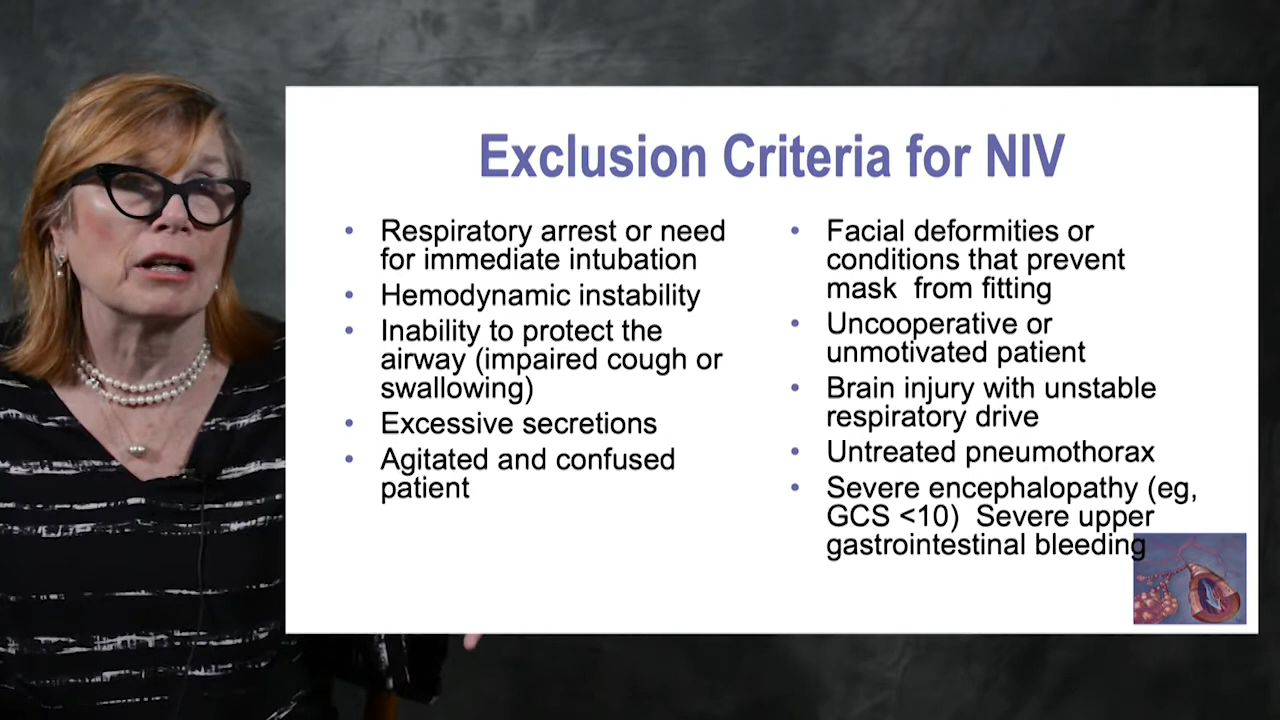 Exclusion Criteria for NIV
• Respiratory arrest or need
for immediate intubation
• Hemodynamic instability
• Inability to protect the
airway (impaired cough or
swallowing)
• Excessive secretions
• Agitated and confused
patient
• Facial deformities or
conditions that prevent
mask from fitting
• Uncooperative or
unmotivated patient
• Brain injury with unstable
respiratory drive
• Untreated pneumothorax
• Severe encephalopathy (eg,
GCS <10) Severe upper
gastrointestinal bleeding